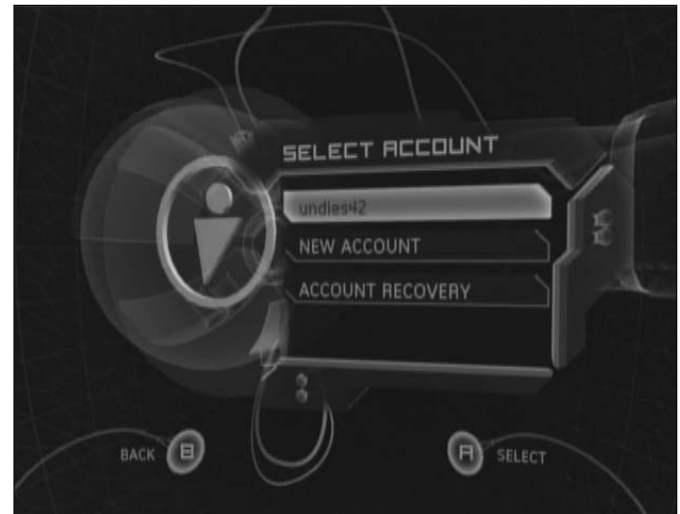 SELECT ACCOUNT
undies42
NEW ACCOUNT
ACCOUNT RECOVERY
BACK B
A SELECT